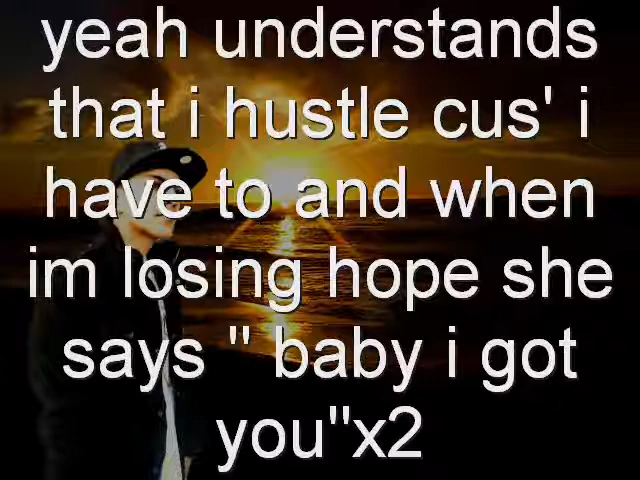 yeah understands
that i hustle cus' i
have to and when
im losing hope she
says " baby i got
you"x2